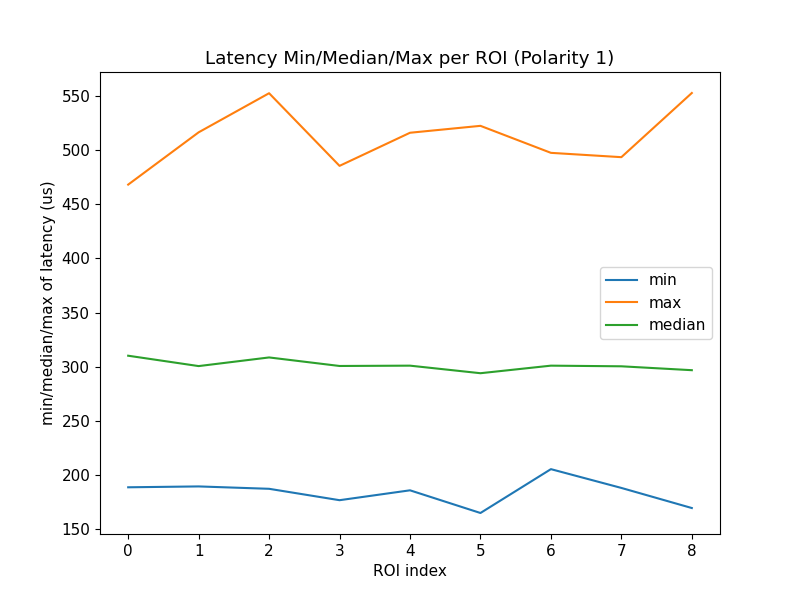 Latency Min/Median/Max per ROI (Polarity 1)
min/median/max of latency (us)
550
500
450
400
350
300
250
200
150
min
max
median
0 1 2 3 4 5 6 7 8
ROI index